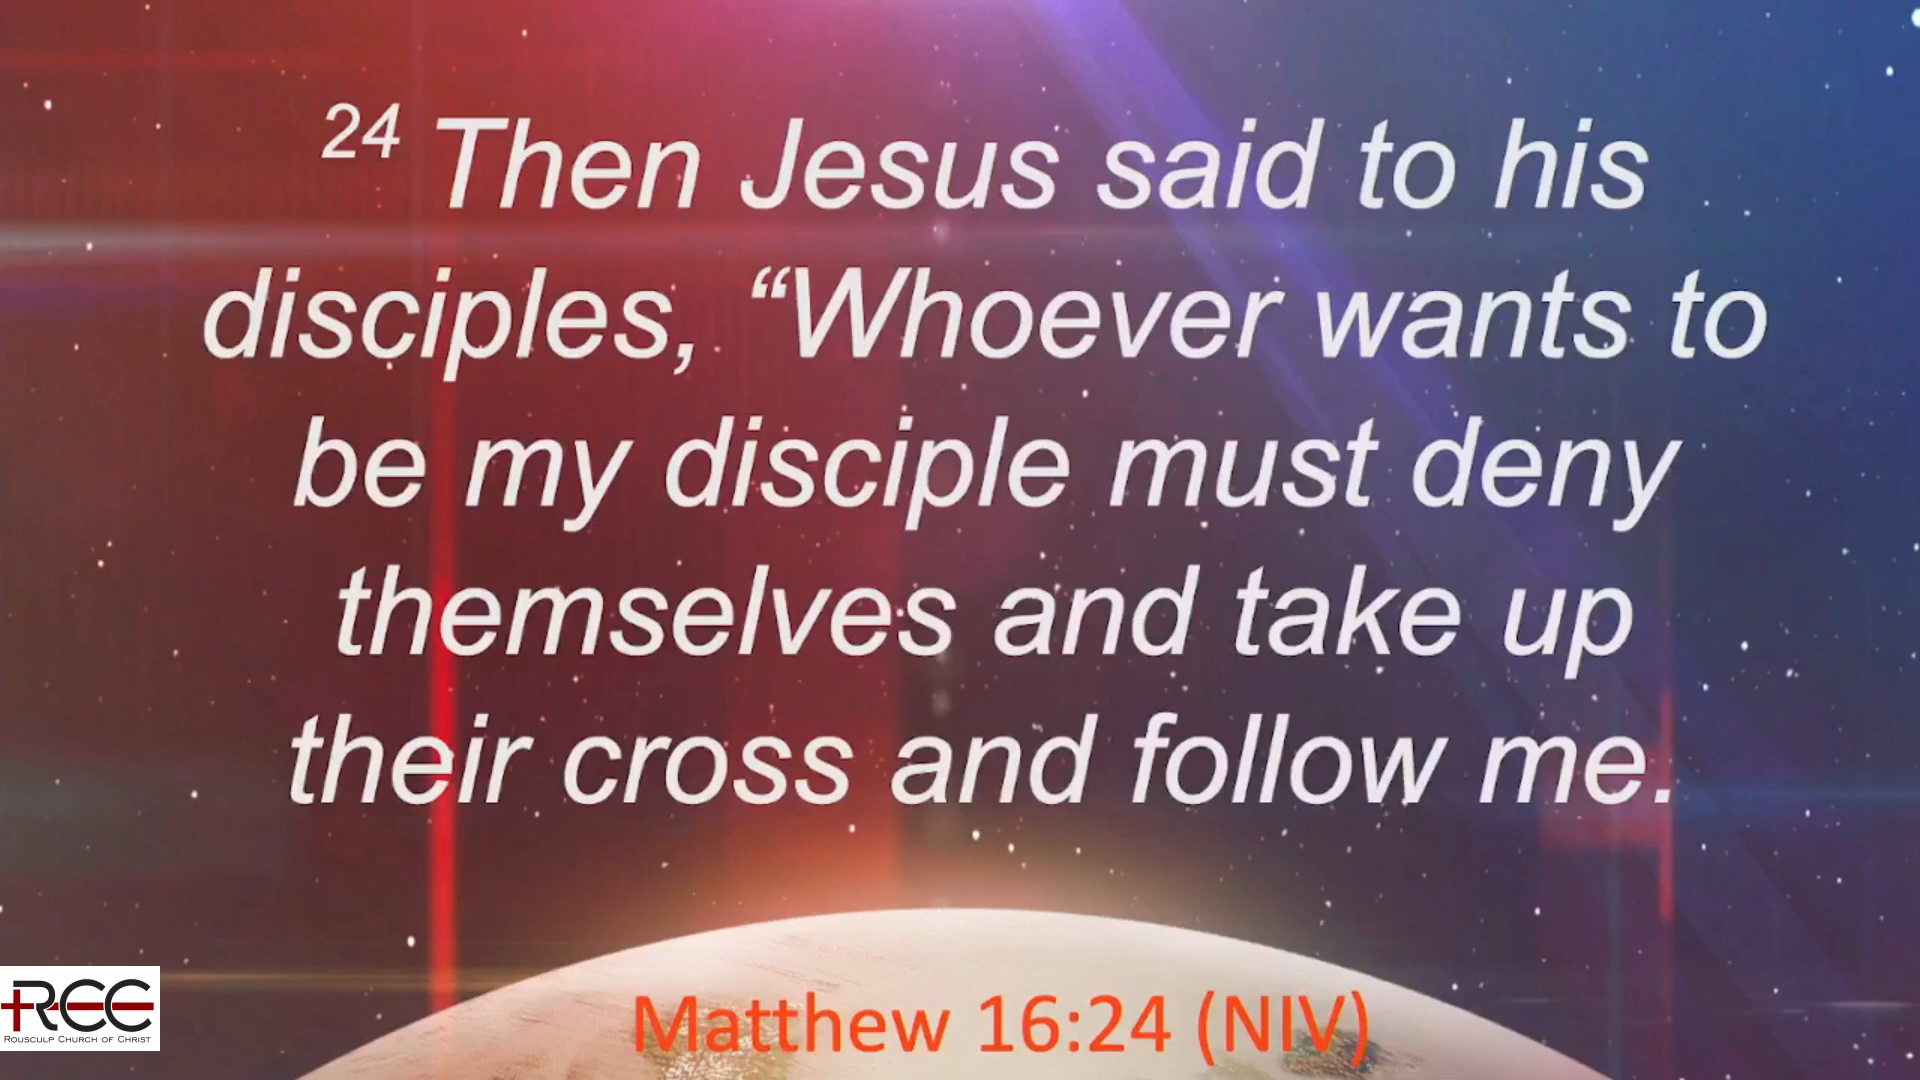 24 Then Jesus said to his
disciples, “Whoever wants to
be my disciple must deny
themselves and take up
their cross and follow me.
Matthew 16:24 (NIV)
RCC
Rousculp Church of Christ